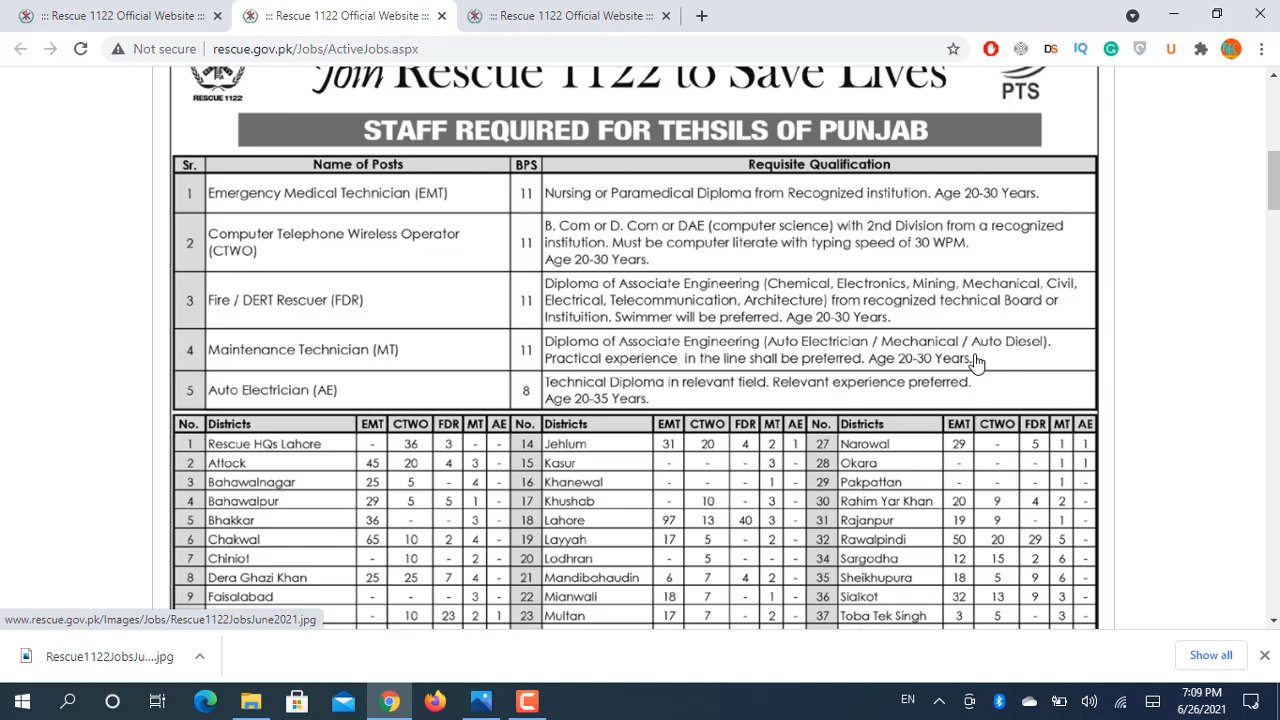 ::: Rescue 1122 Official Website ::: ::: Rescue 1122 Official Website ::: ::: Rescue 1122 Official Website :::
Not secure rescue.gov.pk/Jobs/ActiveJobs.aspx
Join Rescue 1122 to Save Lives
RESCUE 1122
PTS
STAFF REQUIRED FOR TEHSILS OF PUNJAB
Sr. Name of Posts BPS Requisite Qualification
1 Emergency Medical Technician (EMT) 11 Nursing or Paramedical Diploma from Recognized institution. Age 20-30 Years.
2 Computer Telephone Wireless Operator (CTWO) 11 B. Com or D. Com or DAE (computer science) with 2nd Division from a recognized
institution. Must be computer literate with typing speed of 30 WPM.
Age 20-30 Years.
3 Fire / DERT Rescuer (FDR) 11 Diploma of Associate Engineering (Chemical, Electronics, Mining, Mechanical, Civil,
Electrical, Telecommunication, Architecture) from recognized technical Board or
Instituition. Swimmer will be preferred. Age 20-30 Years.
4 Maintenance Technician (MT) 11 Diploma of Associate Engineering (Auto Electrician / Mechanical / Auto Diesel).
Practical experience in the line shall be preferred. Age 20-30 Years.
5 Auto Electrician (AE) 8 Technical Diploma in relevant field. Relevant experience preferred.
Age 20-35 Years.
No. Districts EMT CTWO FDR MT AE No. Districts EMT CTWO FDR MT AE No. Districts EMT CTWO FDR MT AE
1 Rescue HQs Lahore - 36 3 - - 14 Jehlum 31 20 4 2 1 27 Narowal 29 - 5 1 1
2 Attock 45 20 4 3 - 15 Kasur - - - 3 - 28 Okara - - - 1 1
3 Bahawalnagar 25 5 - 4 - 16 Khanewal - - - 1 - 29 Pakpattan - - - 1 -
4 Bahawalpur 29 5 5 1 - 17 Khushab - 10 - 3 - 30 Rahim Yar Khan 20 9 4 2 -
5 Bhakkar 36 - - 3 - 18 Lahore 97 13 40 3 - 31 Rajanpur 19 9 - 1 -
6 Chakwal 65 10 2 4 - 19 Layyah 17 5 - 2 - 32 Rawalpindi 50 20 29 5 -
7 Chiniot - 10 - 2 - 20 Lodhran - 5 - - - 34 Sargodha 12 15 2 6 -
8 Dera Ghazi Khan 25 25 7 4 - 21 Mandibahaudin 6 7 4 2 - 35 Sheikhupura 18 5 9 6 -
9 Faisalabad - - - 3 - 22 Mianwali 18 7 - 1 - 36 Sialkot 32 13 9 3 -
- 10 23 2 1 23 Multan 17 7 - 2 - 37 Toba Tek Singh 3 5 - 3 -
www.rescue.gov.pk/Images/Jobs/Rescue1122JobsJune2021.jpg
Rescue1122JobsJu....jpg Show all
EN 7:09 PM
6/26/2021